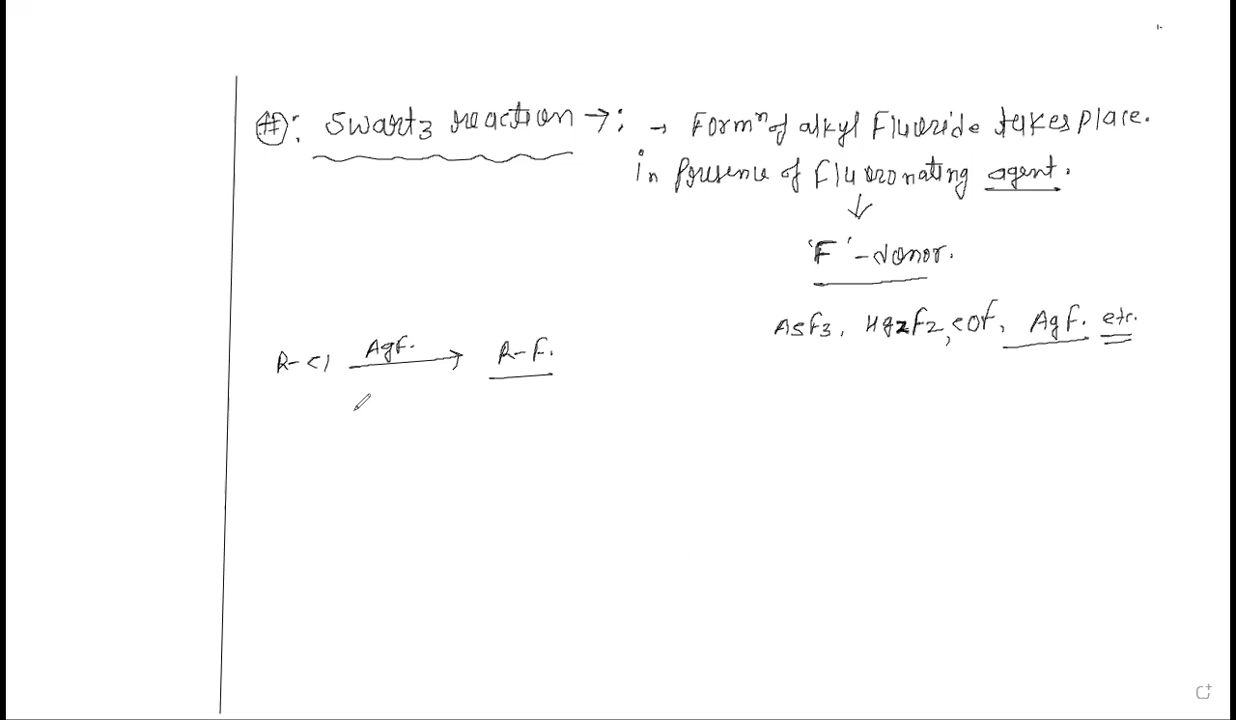 #: Swartz reaction →: → Formⁿ of alkyl Fluoride takes place.
in presence of Fluoronating agent.
↓
'F' - donor.
AsF3, Hg2F2, COF, AgF. etc.
R-Cl AgF. → R-F.